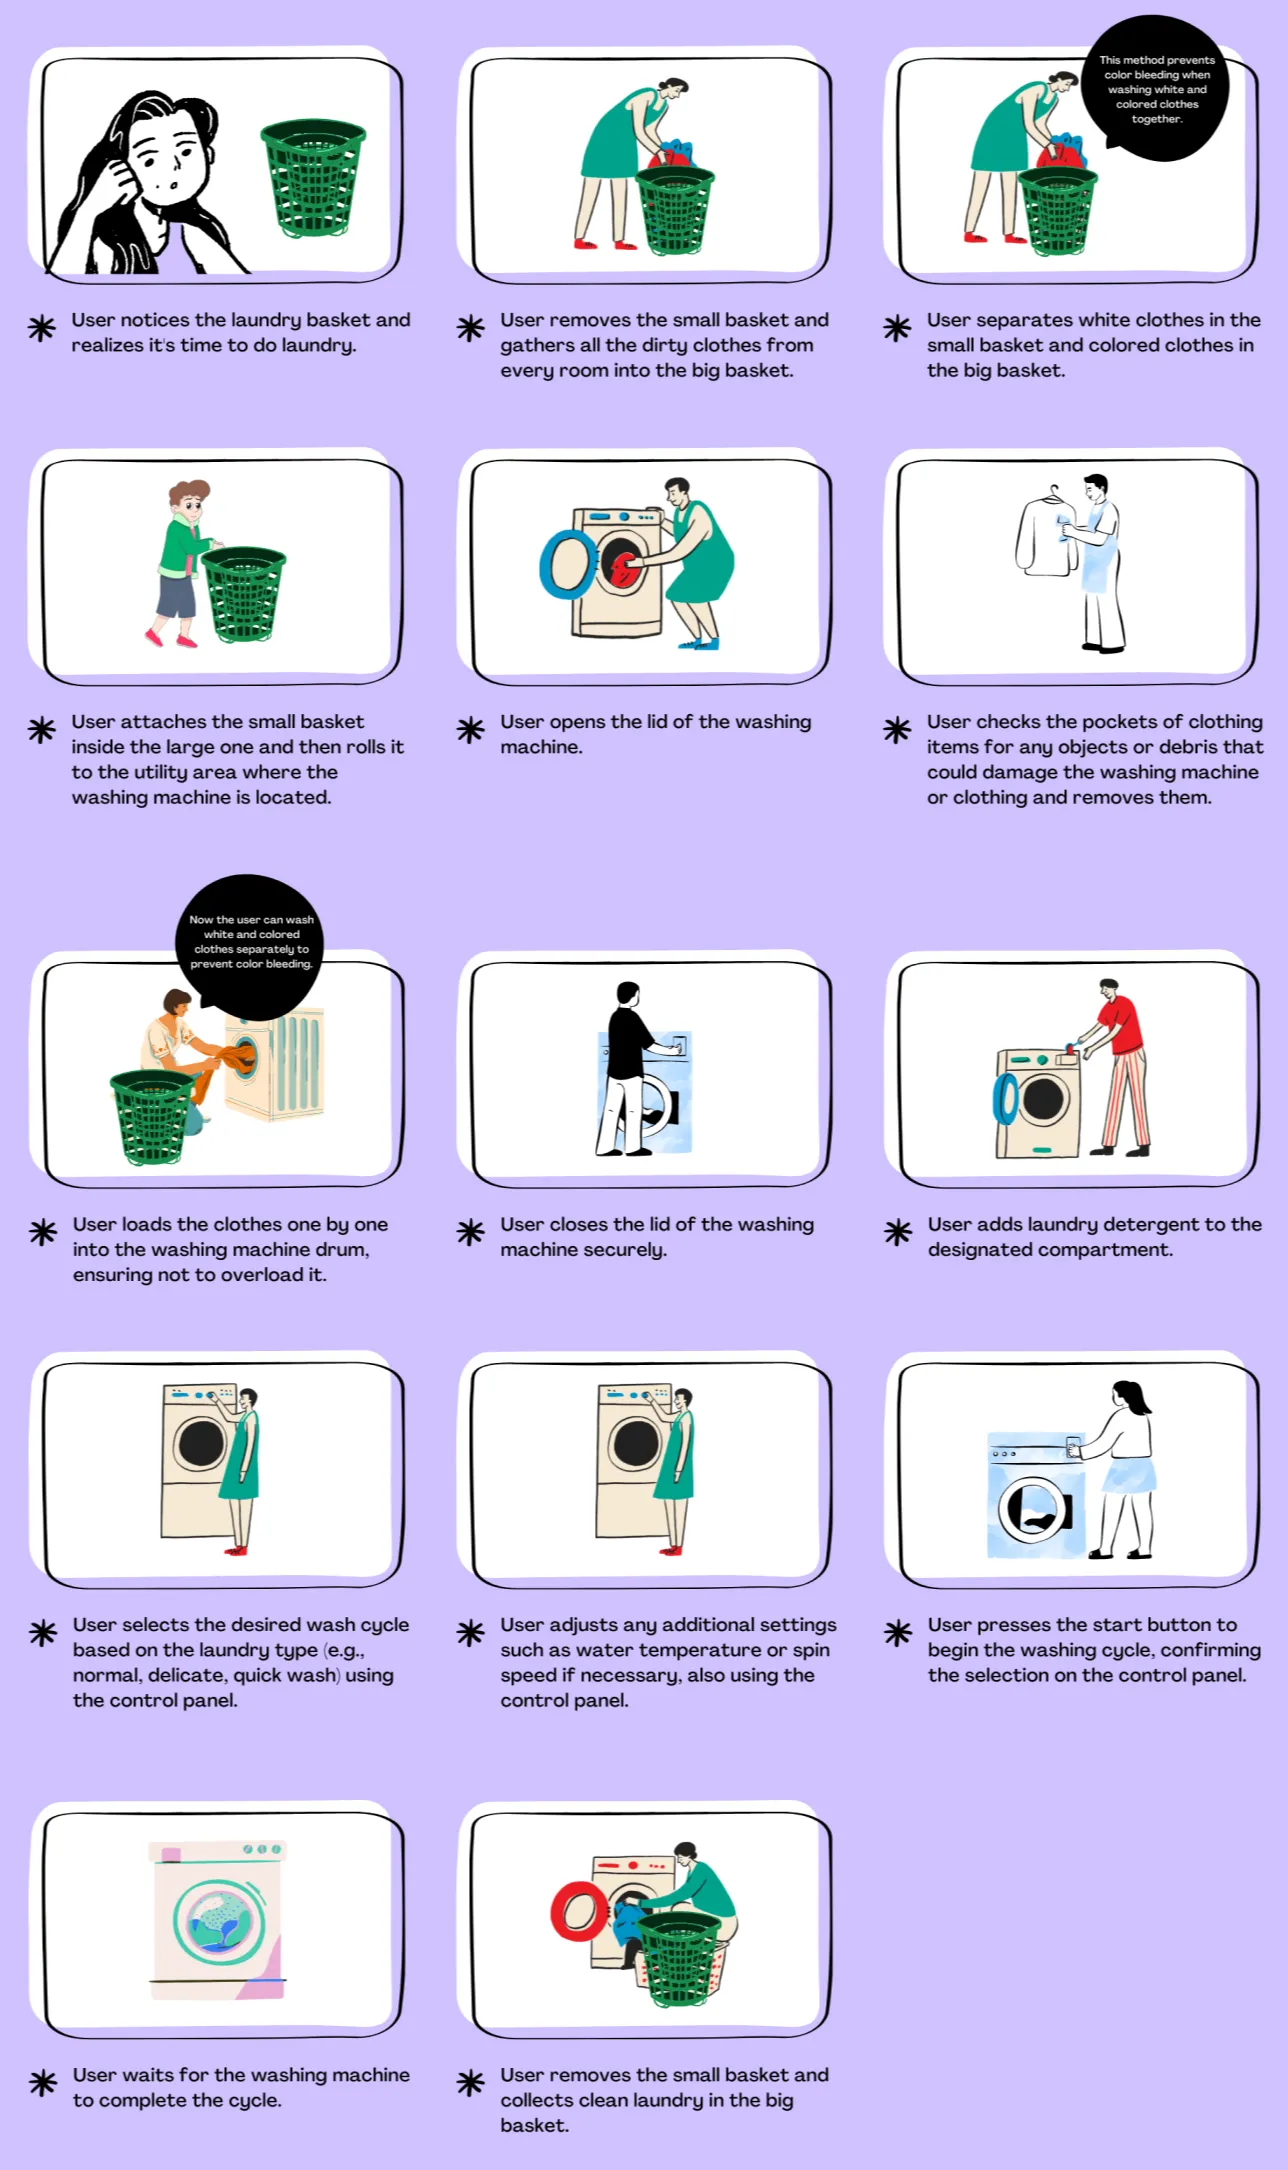 This method prevents
color bleeding when
washing white and
colored clothes
together.
User notices the laundry basket and
realizes it's time to do laundry.
User removes the small basket and
gathers all the dirty clothes from
every room into the big basket.
User separates white clothes in the
small basket and colored clothes in
the big basket.
User attaches the small basket
inside the large one and then rolls it
to the utility area where the
washing machine is located.
User opens the lid of the washing
machine.
User checks the pockets of clothing
items for any objects or debris that
could damage the washing machine
or clothing and removes them.
Now the user can wash
white and colored
clothes separately to
prevent color bleeding.
User loads the clothes one by one
into the washing machine drum,
ensuring not to overload it.
User closes the lid of the washing
machine securely.
User adds laundry detergent to the
designated compartment.
User selects the desired wash cycle
based on the laundry type (e.g.,
normal, delicate, quick wash) using
the control panel.
User adjusts any additional settings
such as water temperature or spin
speed if necessary, also using the
control panel.
User presses the start button to
begin the washing cycle, confirming
the selection on the control panel.
User waits for the washing machine
to complete the cycle.
User removes the small basket and
collects clean laundry in the big
basket.